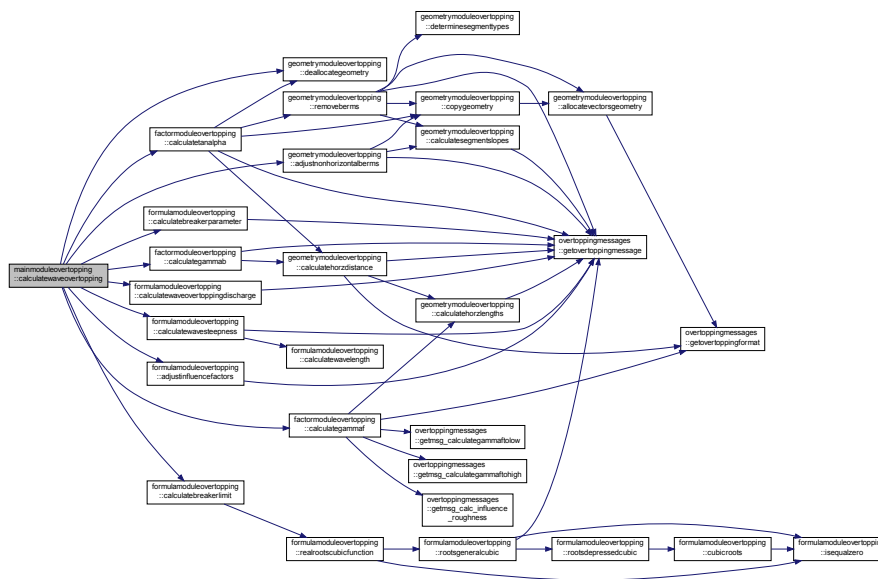 geometrymoduleovertopping
::determinesegmenttypes
geometrymoduleovertopping
::deallocategeometry
geometrymoduleovertopping
::removeberms
geometrymoduleovertopping
::copygeometry
geometrymoduleovertopping
::allocatevectorsgeometry
factormoduleovertopping
::calculatetanalpha
geometrymoduleovertopping
::calculatesegmentslopes
geometrymoduleovertopping
::adjustnonhorizontalberms
formulamoduleovertopping
::calculatebreakerparameter
overtoppingmessages
::getovertoppingmessage
factormoduleovertopping
::calculategammab
geometrymoduleovertopping
::calculatehorzdistance
mainmoduleovertopping
::calculatewaveovertopping
formulamoduleovertopping
::calculatewaveovertoppingdischarge
geometrymoduleovertopping
::calculatehorzlengths
formulamoduleovertopping
::calculatewavesteepness
overtoppingmessages
::getovertoppingformat
formulamoduleovertopping
::calculatewavelength
formulamoduleovertopping
::adjustinfluencefactors
factormoduleovertopping
::calculategammaf
overtoppingmessages
::getmsg_calculategammaftolow
overtoppingmessages
::getmsg_calculategammaftohigh
formulamoduleovertopping
::calculatebreakerlimit
overtoppingmessages
::getmsg_calc_influence
_roughness
formulamoduleovertopping
::realrootscubicfunction
formulamoduleovertopping
::rootsgeneralcubic
formulamoduleovertopping
::rootsdepressedcubic
formulamoduleovertopping
::cubicroots
formulamoduleovertopping
::isequalzero